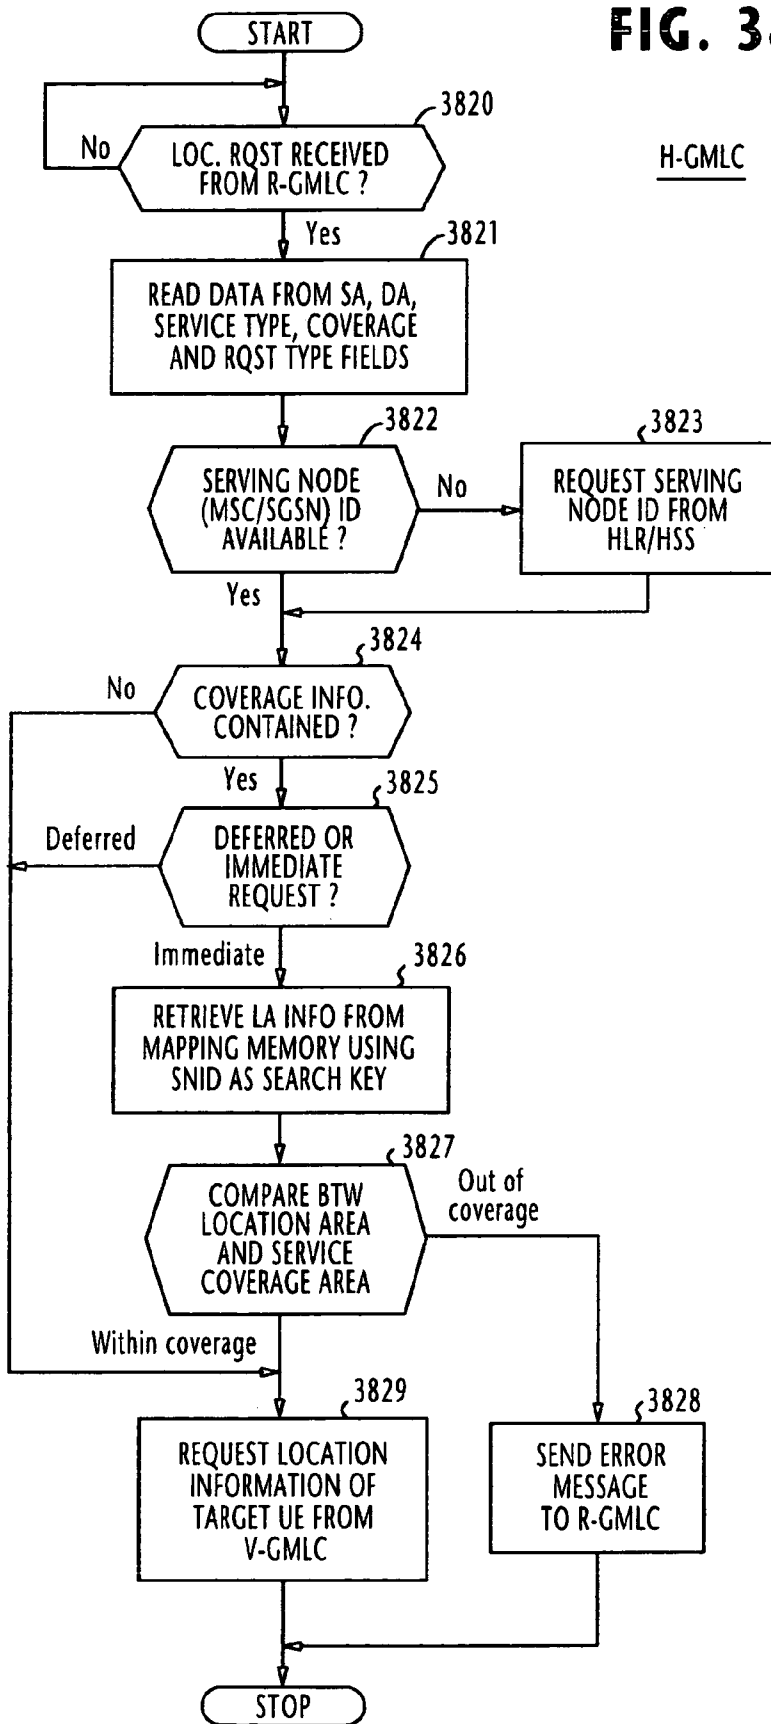 START
FIG. 38
3820
H-GMLC
No
LOC. RQST RECEIVED
FROM R-GMLC ?
Yes
3821
READ DATA FROM SA, DA,
SERVICE TYPE, COVERAGE
AND RQST TYPE FIELDS
3822
3823
SERVING NODE
(MSC/SGSN) ID
AVAILABLE ?
No
REQUEST SERVING
NODE ID FROM
HLR/HSS
Yes
3824
No
COVERAGE INFO.
CONTAINED ?
Yes
3825
Deferred
DEFERRED OR
IMMEDIATE
REQUEST ?
Immediate
3826
RETRIEVE LA INFO FROM
MAPPING MEMORY USING
SNID AS SEARCH KEY
3827
COMPARE BTW
LOCATION AREA
AND SERVICE
COVERAGE AREA
Out of
coverage
Within coverage
3829
3828
REQUEST LOCATION
INFORMATION OF
TARGET UE FROM
V-GMLC
SEND ERROR
MESSAGE
TO R-GMLC
STOP